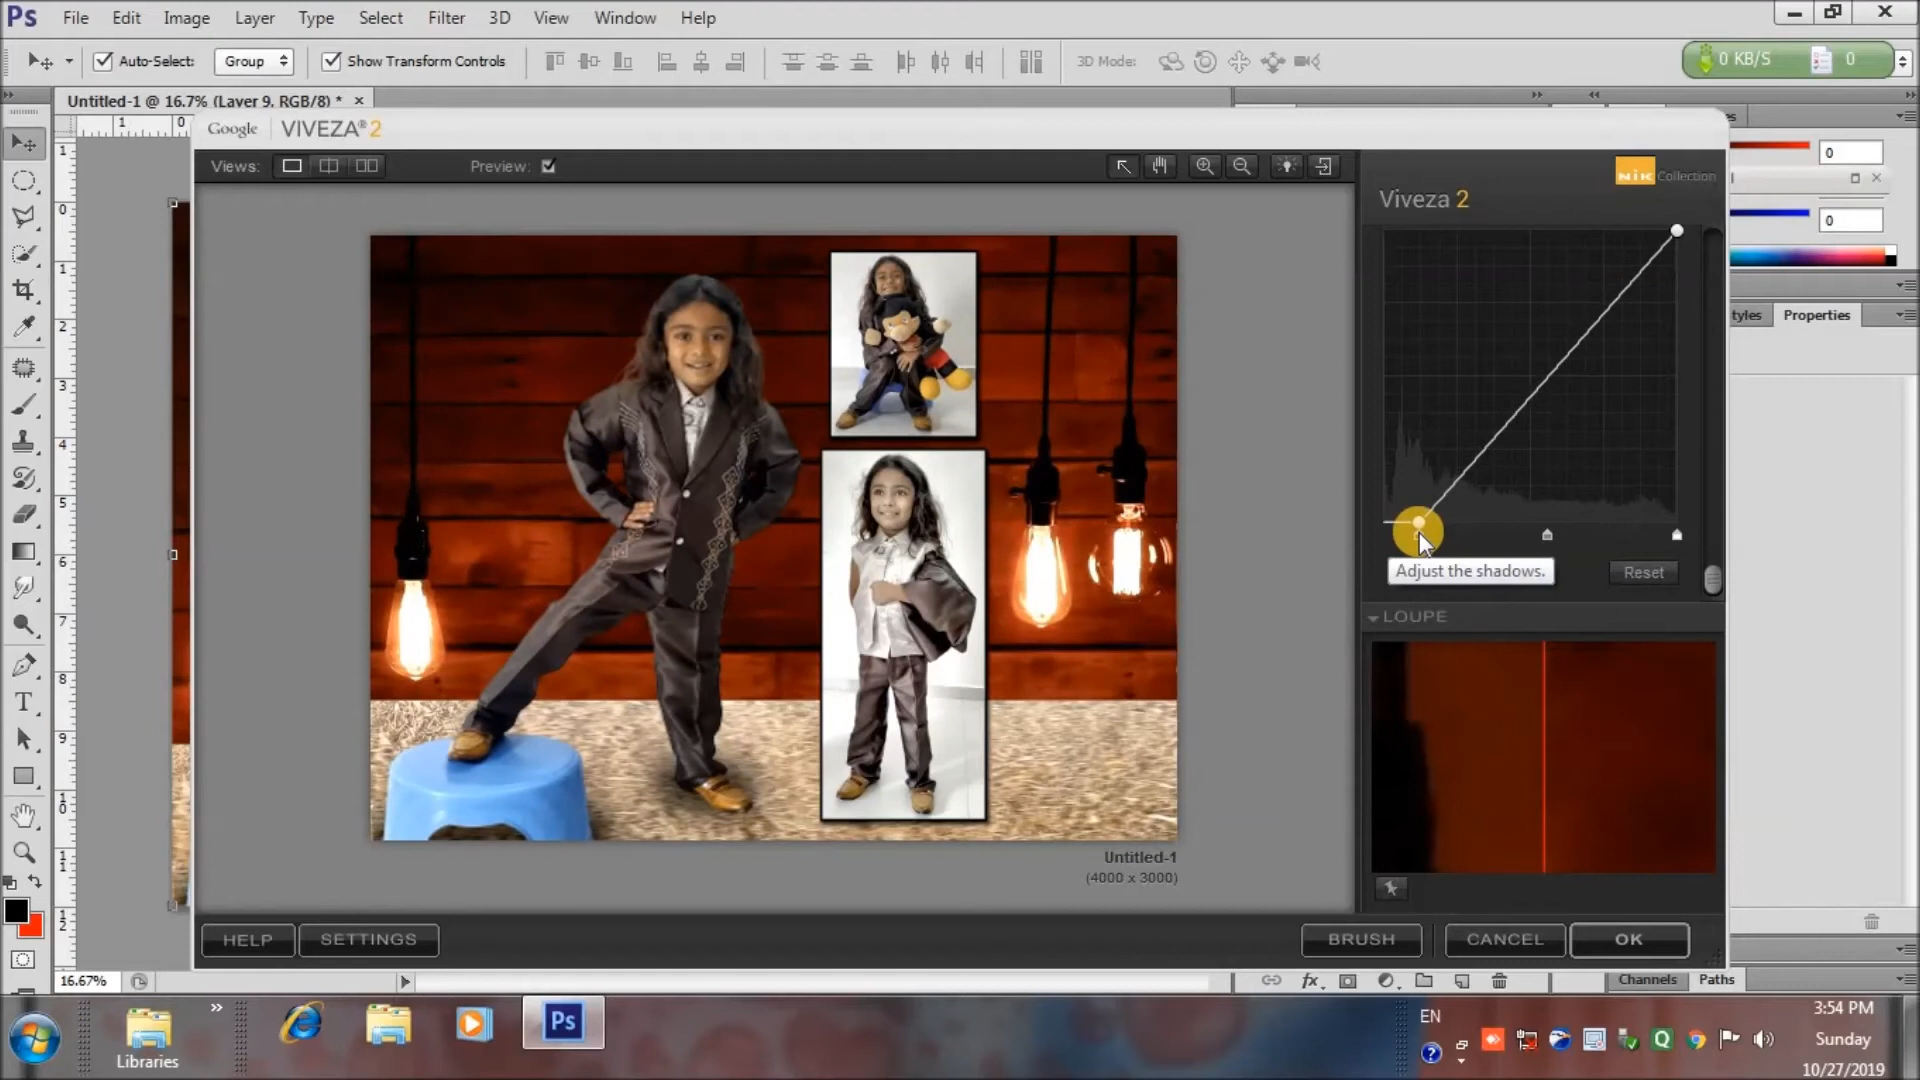 Ps File Edit Image Layer Type Select Filter 3D View Window Help
Auto-Select: Group Show Transform Controls 3D Mode: 0 KB/S 0
Untitled-1 @ 16.7% (Layer 9, RGB/8) * ×
Google VIVEZA® 2
Views: Preview:
Nik Collection
Viveza 2
0
0
tyles Properties
Adjust the shadows.
Reset
LOUPE
Untitled-1
(4000 x 3000)
HELP SETTINGS BRUSH CANCEL OK
16.67% fx Channels Paths
Libraries
Ps
EN
3:54 PM
Sunday
10/27/2019